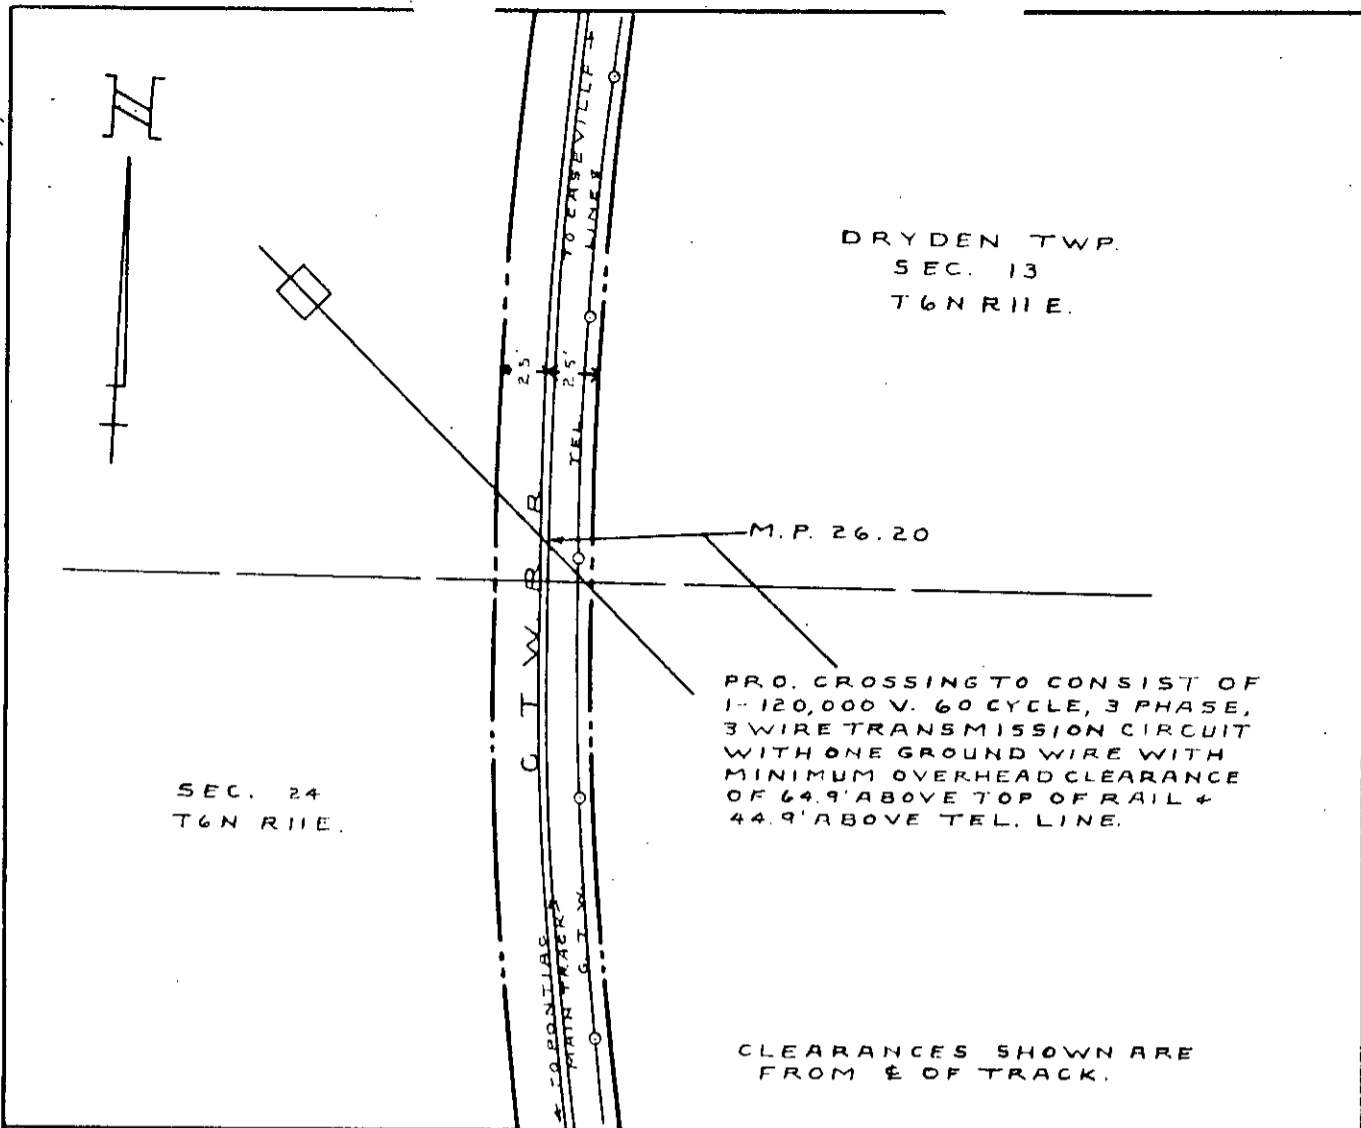 N
TO CASEVILLE
LINES
DRYDEN TWP.
SEC. 13
T6N R11E.
25'
25'
TEL
M.P. 26.20
G T W. R R
PRO. CROSSING TO CONSIST OF
1-120,000 V. 60 CYCLE, 3 PHASE,
3 WIRE TRANSMISSION CIRCUIT
WITH ONE GROUND WIRE WITH
MINIMUM OVERHEAD CLEARANCE
OF 64.9' ABOVE TOP OF RAIL &
44.9' ABOVE TEL. LINE.
SEC. 24
T6N R11E.
G. T. W.
TO PONTIAC
MAIN TRACK
CLEARANCES SHOWN ARE
FROM ℄ OF TRACK.